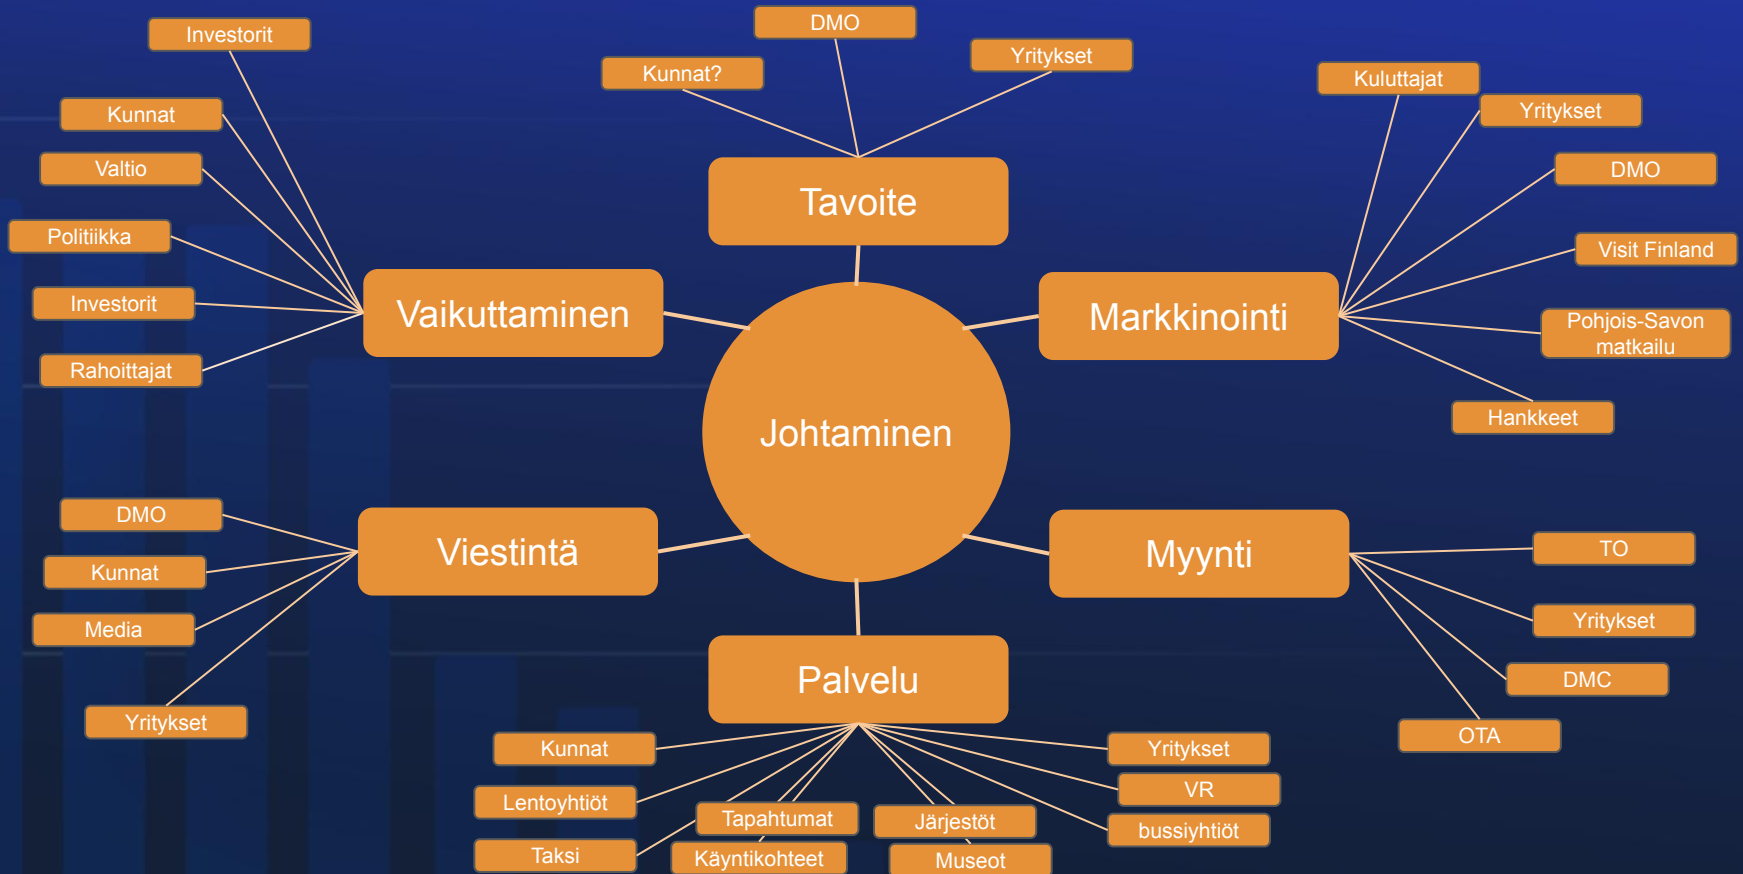 Investorit
Kunnat
Valtio
Politiikka
Investorit
Rahoittajat
Vaikuttaminen
Kunnat?
DMO
Yritykset
Tavoite
Kuluttajat
Yritykset
DMO
Visit Finland
Pohjois-Savon
matkailu
Hankkeet
Markkinointi
Johtaminen
DMO
Kunnat
Media
Yritykset
Viestintä
Myynti
TO
Yritykset
DMC
OTA
Palvelu
Kunnat
Lentoyhtiöt
Taksi
Tapahtumat
Käyntikohteet
Järjestöt
Museot
Yritykset
VR
bussiyhtiöt